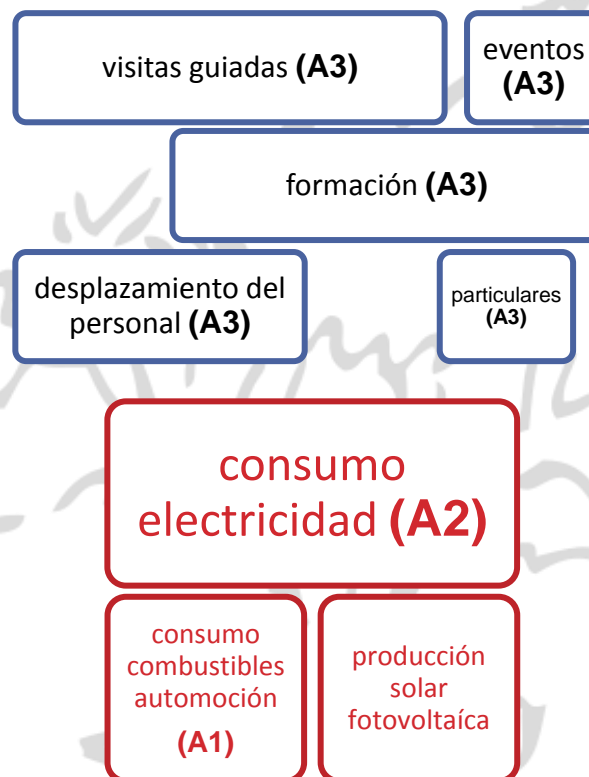 visitas guiadas (A3)
eventos
(A3)
formación (A3)
desplazamiento del
personal (A3)
particulares
(A3)
consumo
electricidad (A2)
consumo
combustibles
automoción
(A1)
producción
solar
fotovoltaíca